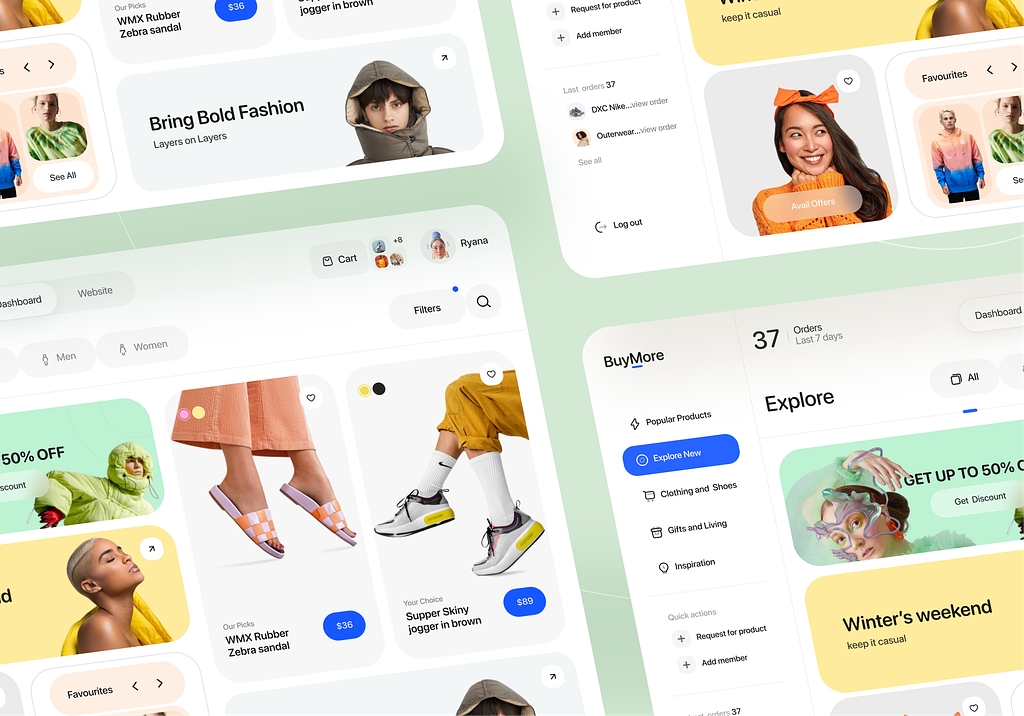 Our Picks
WMX Rubber
Zebra sandal
$36
jogger in brown
See All
Bring Bold Fashion
Layers on Layers
Request for product
Add member
Last orders 37
DXC Nike...view order
Outerwear...view order
See all
Log out
keep it casual
Avail Offers
Favourites
Cart
+8
Ryana
Dashboard
Website
Filters
Men
Women
50% OFF
$36
Our Picks
WMX Rubber
Zebra sandal
$89
Your Choice
Supper Skiny
jogger in brown
Favourites
BuyMore
37
Orders
Last 7 days
Dashboard
All
Explore
Popular Products
Explore New
Clothing and Shoes
Gifts and Living
Inspiration
Quick actions
Request for product
Add member
orders 37
GET UP TO 50%
Get Discount
Winter's weekend
keep it casual